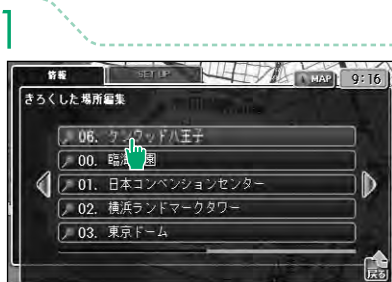 1
情報 SET UP MAP 9:16
きろくした場所編集
06. ケンウッド八王子
00. 臨海 園
01. 日本コンベンションセンター
02. 横浜ランドマークタワー
03. 東京ドーム
戻る